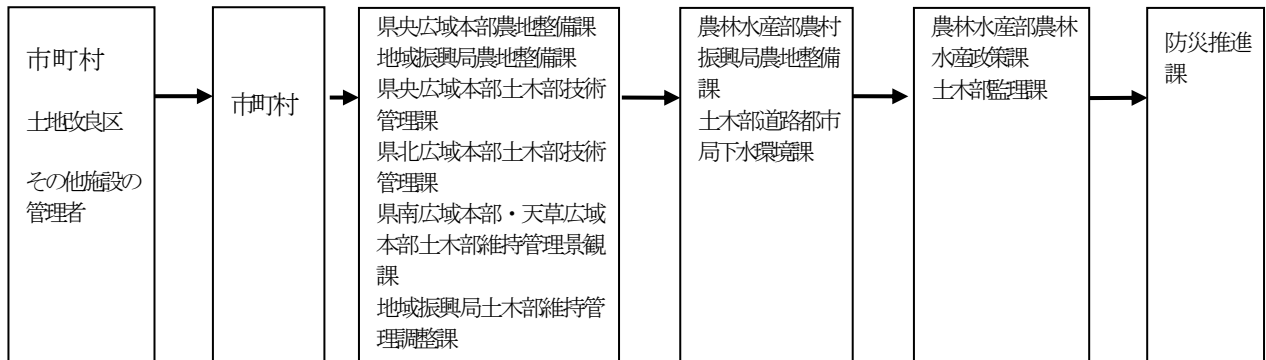 市町村
土地改良区
その他施設の
管理者
市町村
県央広域本部農地整備課
地域振興局農地整備課
県央広域本部土木部技術
管理課
県北広域本部土木部技術
管理課
県南広域本部・天草広域
本部土木部維持管理景観
課
地域振興局土木部維持管
理調整課
農林水産部農村
振興局農地整備
課
土木部道路都市
局下水環境課
農林水産部農林
水産政策課
土木部監理課
防災推進
課